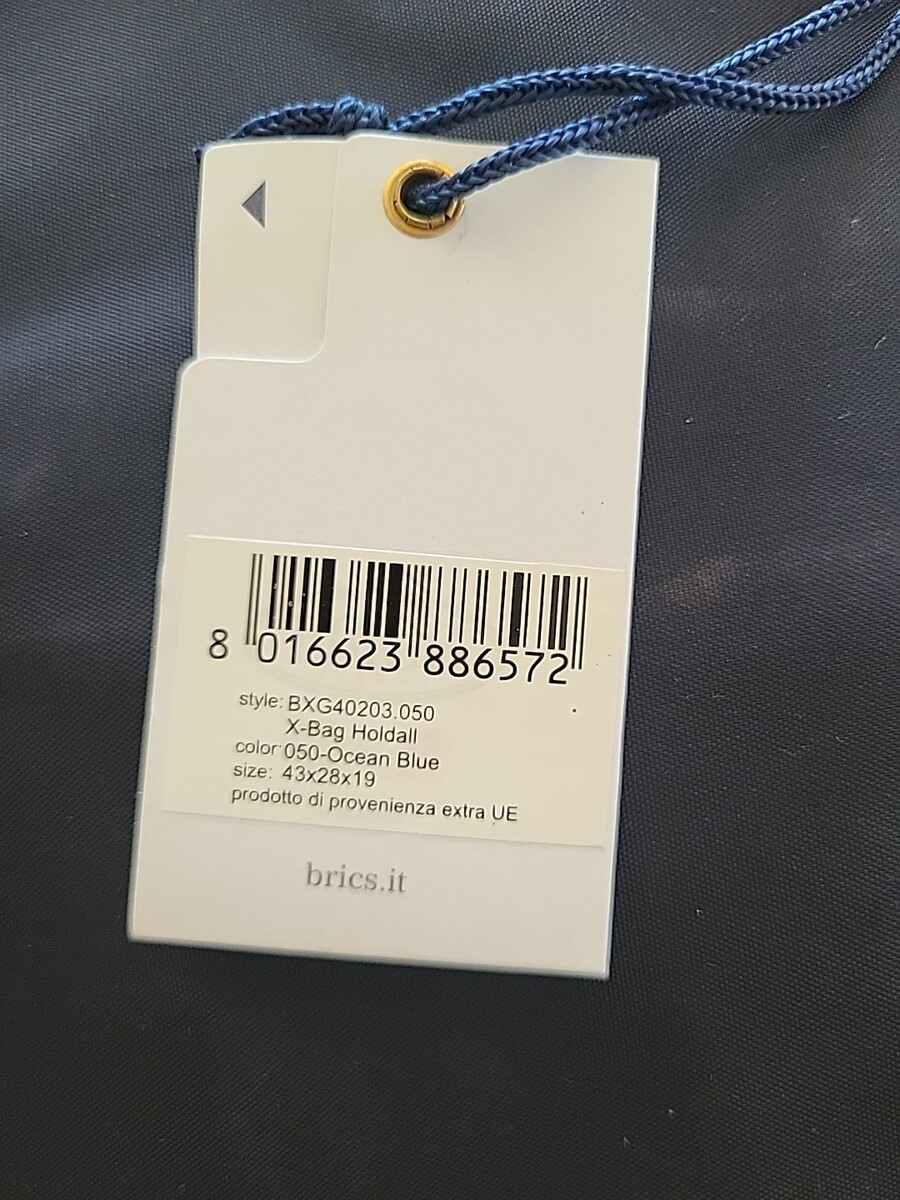 8 016623 886572
style: BXG40203.050
X-Bag Holdall
color: 050-Ocean Blue
size: 43x28x19
prodotto di provenienza extra UE
brics.it